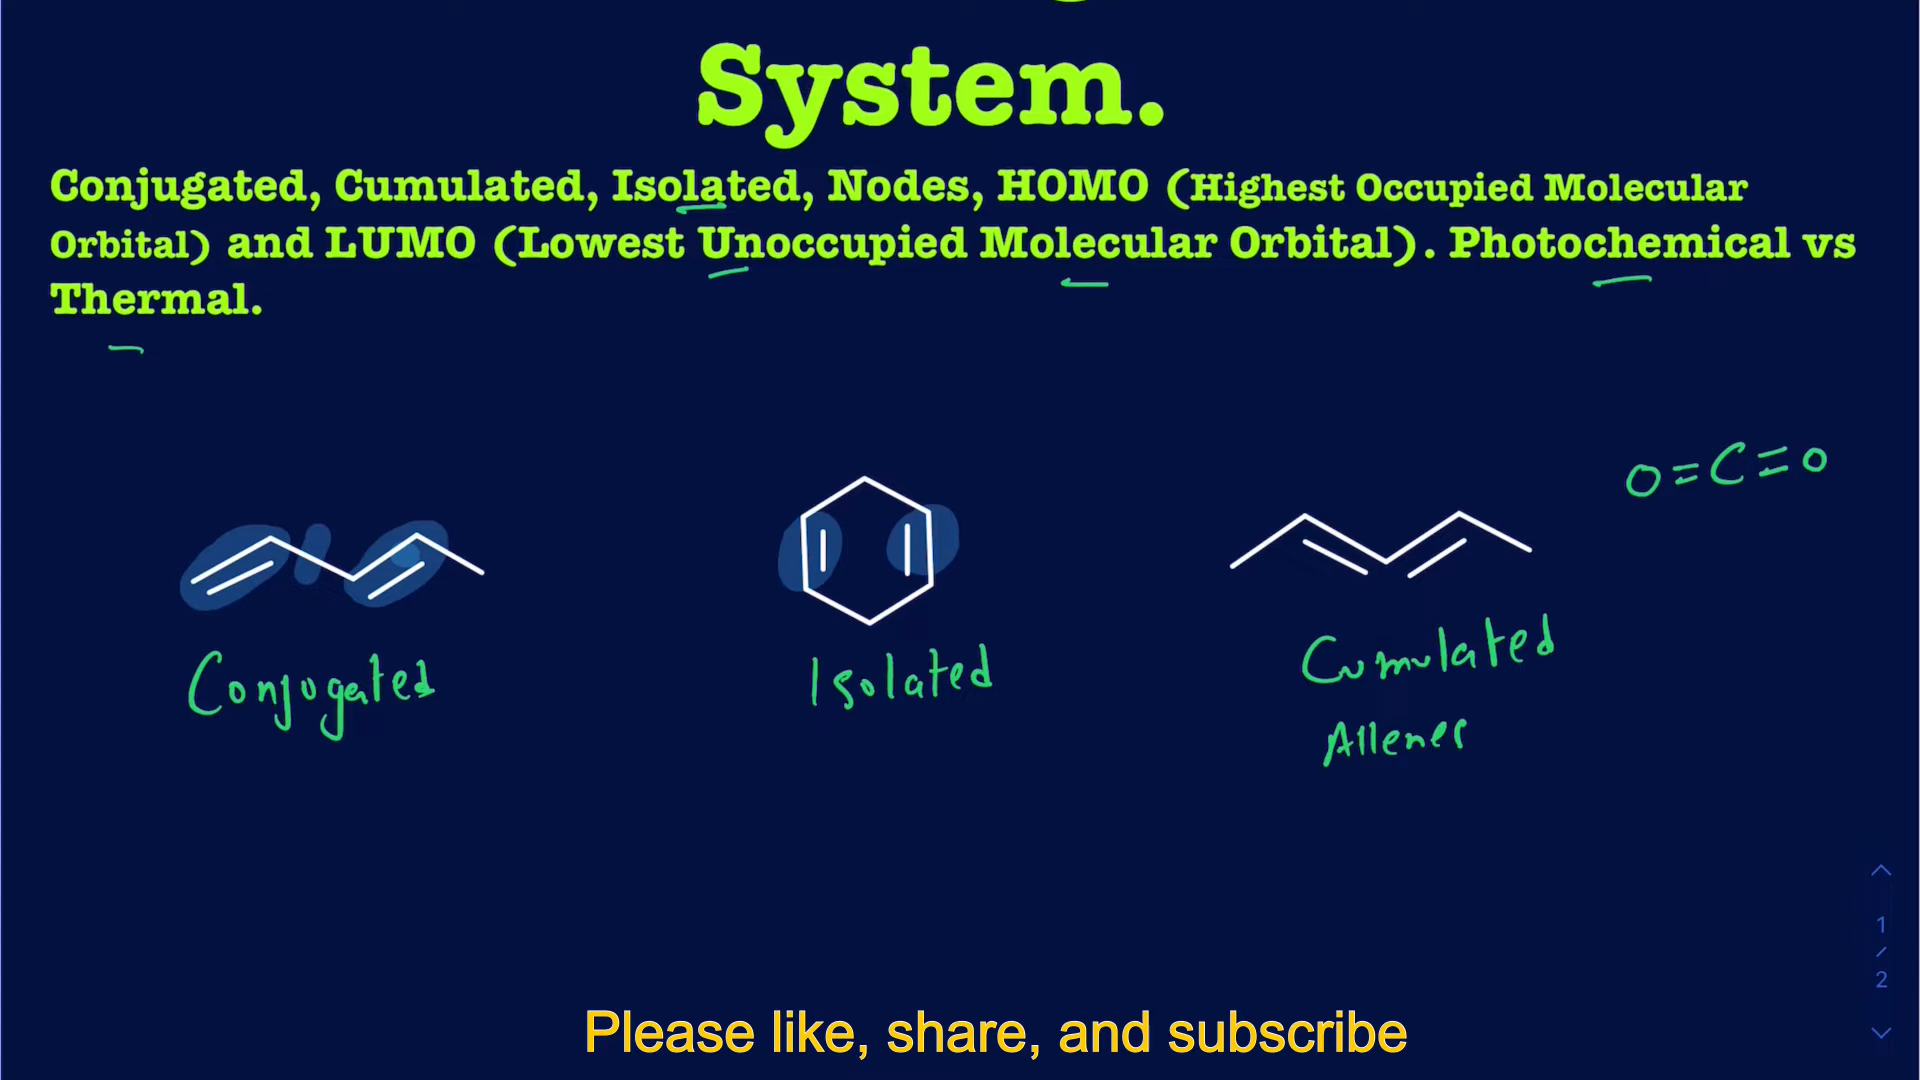 System.
Conjugated, Cumulated, Isolated, Nodes, HOMO (Highest Occupied Molecular
Orbital) and LUMO (Lowest Unoccupied Molecular Orbital). Photochemical vs
Thermal.
O=C=O
Conjogated
Isolated
Cumulated
Allenes
1
/
2
Please like, share, and subscribe